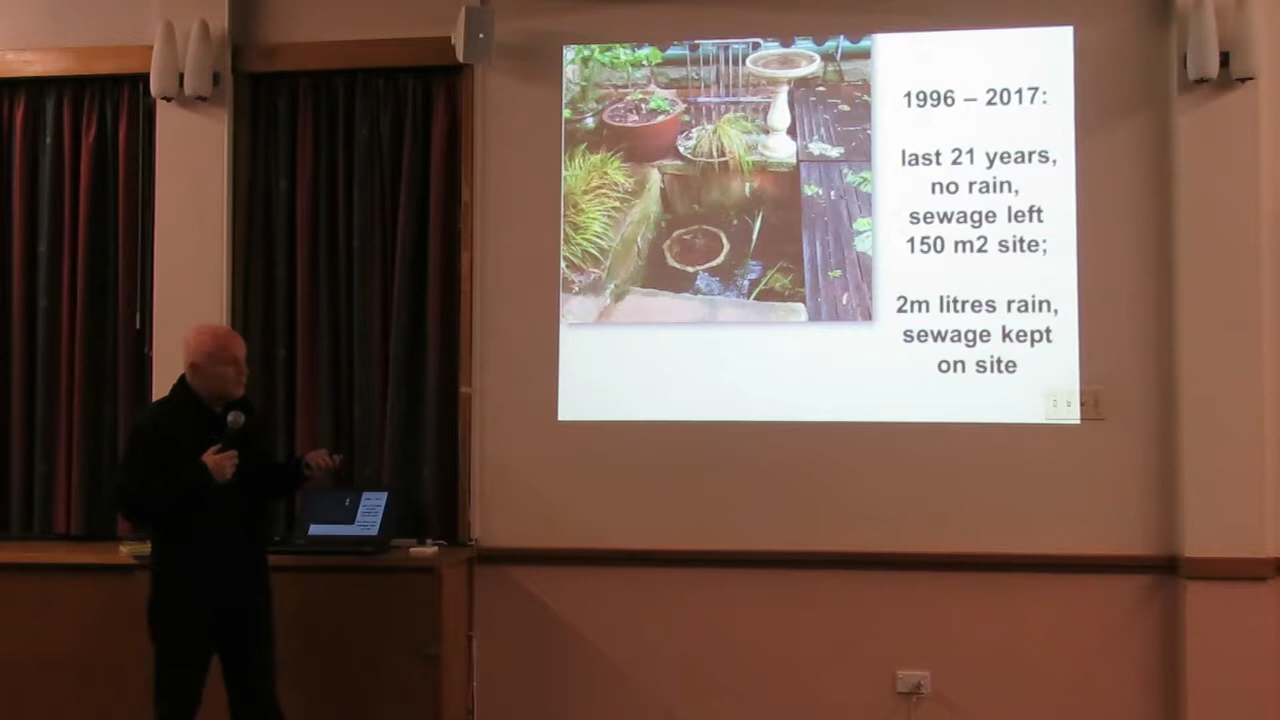 1996 – 2017:
last 21 years,
no rain,
sewage left
150 m2 site;
2m litres rain,
sewage kept
on site